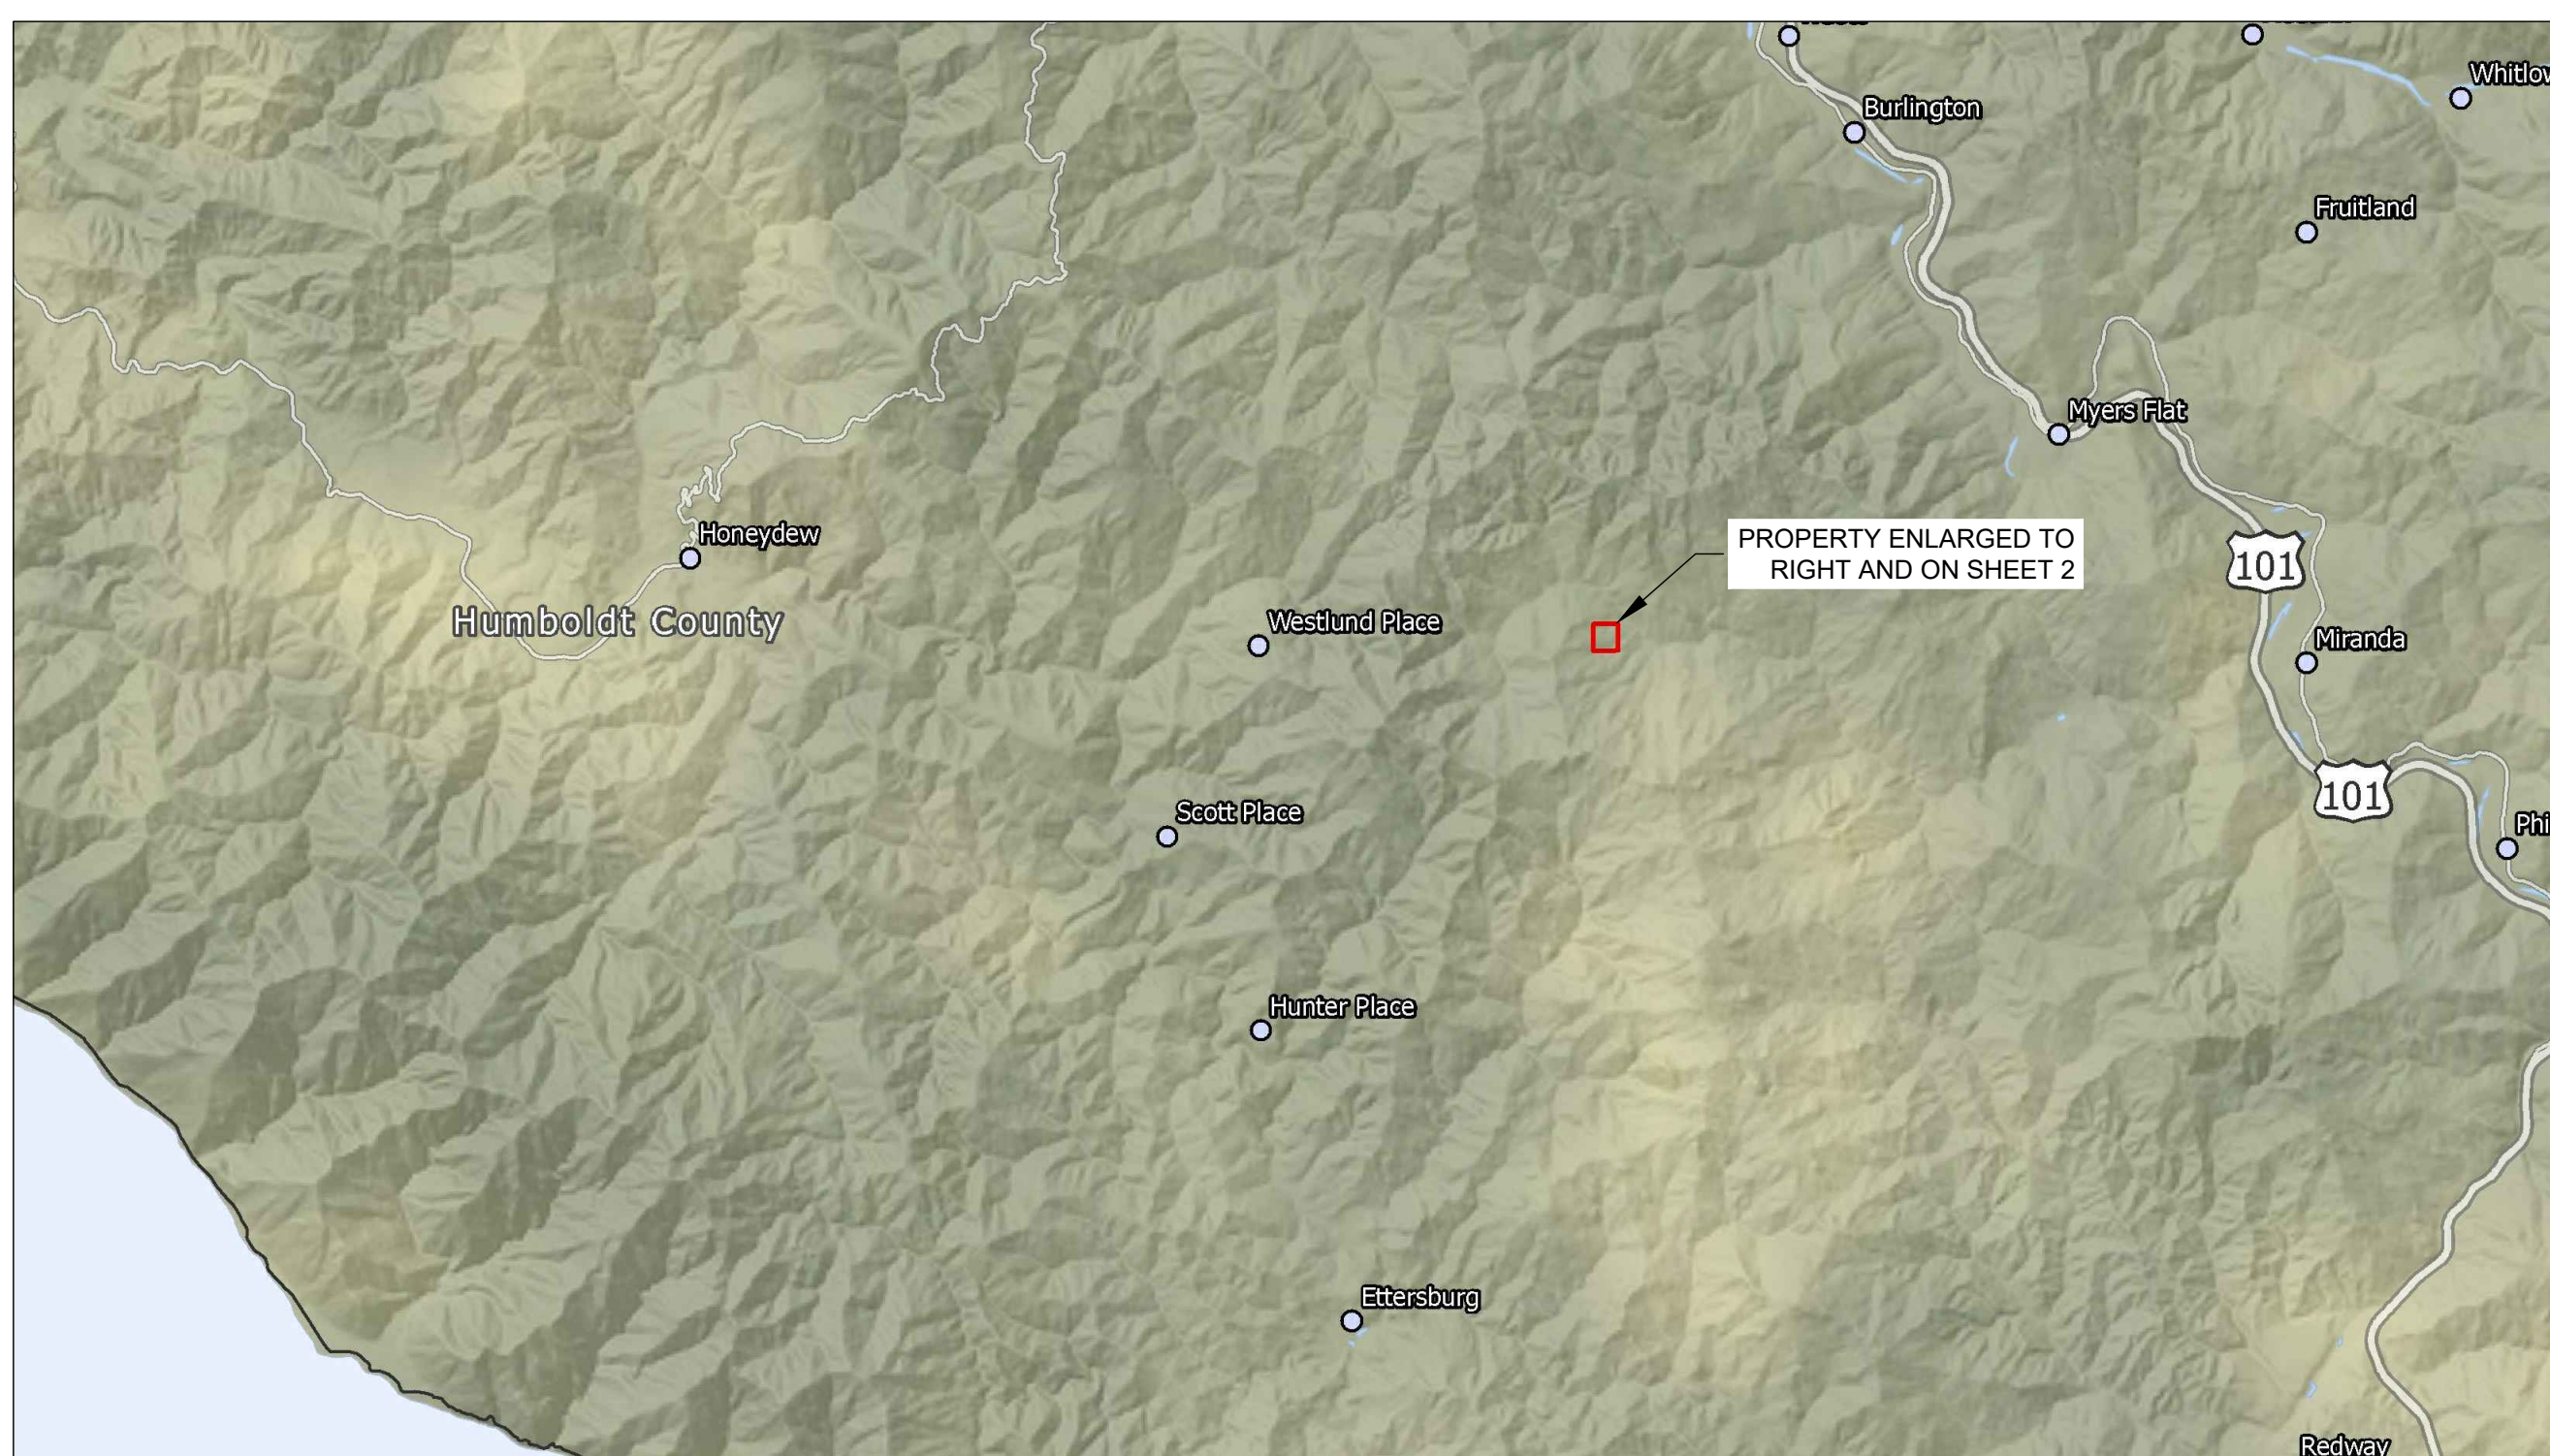 Burlington
Fruitland
Myers Flat
Honeydew
PROPERTY ENLARGED TO
RIGHT AND ON SHEET 2
101
Humboldt County
Westlund Place
Miranda
101
Scott Place
Phi
Hunter Place
Ettersburg
Redway